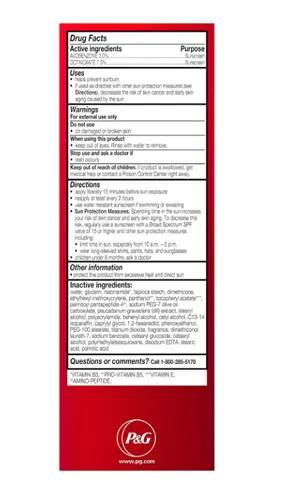 Drug Facts
Active ingredients Purpose
AVOBENZONE 3.0% Sunscreen
OCTINOXATE 7.5% Sunscreen
Uses
• helps prevent sunburn
• if used as directed with other sun protection measures (see
Directions), decreases the risk of skin cancer and early skin
aging caused by the sun
Warnings
For external use only
Do not use
• on damaged or broken skin
When using this product
• keep out of eyes. Rinse with water to remove.
Stop use and ask a doctor if
• rash occurs
Keep out of reach of children. If product is swallowed, get
medical help or contact a Poison Control Center right away.
Directions
• apply liberally 15 minutes before sun exposure
• reapply at least every 2 hours
• use water resistant sunscreen if swimming or sweating
• Sun Protection Measures. Spending time in the sun increases
your risk of skin cancer and early skin aging. To decrease this
risk, regularly use a sunscreen with a Broad Spectrum SPF
value of 15 or higher and other sun protection measures
including:
• limit time in sun, especially from 10 a.m. – 2 p.m.
• wear long-sleeved shirts, pants, hats, and sunglasses
• children under 6 months: ask a doctor
Other information
• protect this product from excessive heat and direct sun
Inactive ingredients:
water, glycerin, niacinamide*, tapioca starch, dimethicone,
ethylhexyl methoxycrylene, panthenol**, tocopheryl acetate***,
palmitoyl pentapeptide-4^, sodium PEG-7 olive oil
carboxylate, stearyl
alcohol, polyacrylamide, behenyl alcohol, cetyl alcohol, C13-14
isoparaffin, caprylyl glycol, 1,2-hexanediol, phenoxyethanol,
PEG-100 stearate, titanium dioxide, fragrance, dimethiconol,
laureth-7, sodium benzoate, cetearyl glucoside, cetearyl
alcohol, polymethylsilsesquioxane, disodium EDTA, stearic
acid, palmitic acid
Questions or comments? Call 1-800-285-5170
*VITAMIN B3, **PRO-VITAMIN B5, ***VITAMIN E,
^AMINO-PEPTIDE
P&G
www.pg.com